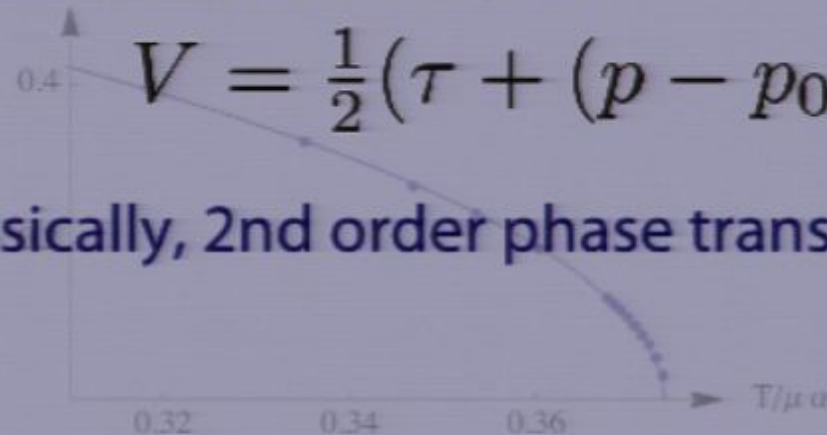 0.4
V = ½(τ + (p − p₀
sically, 2nd order phase trans
T/μ α
0.32 0.34 0.36